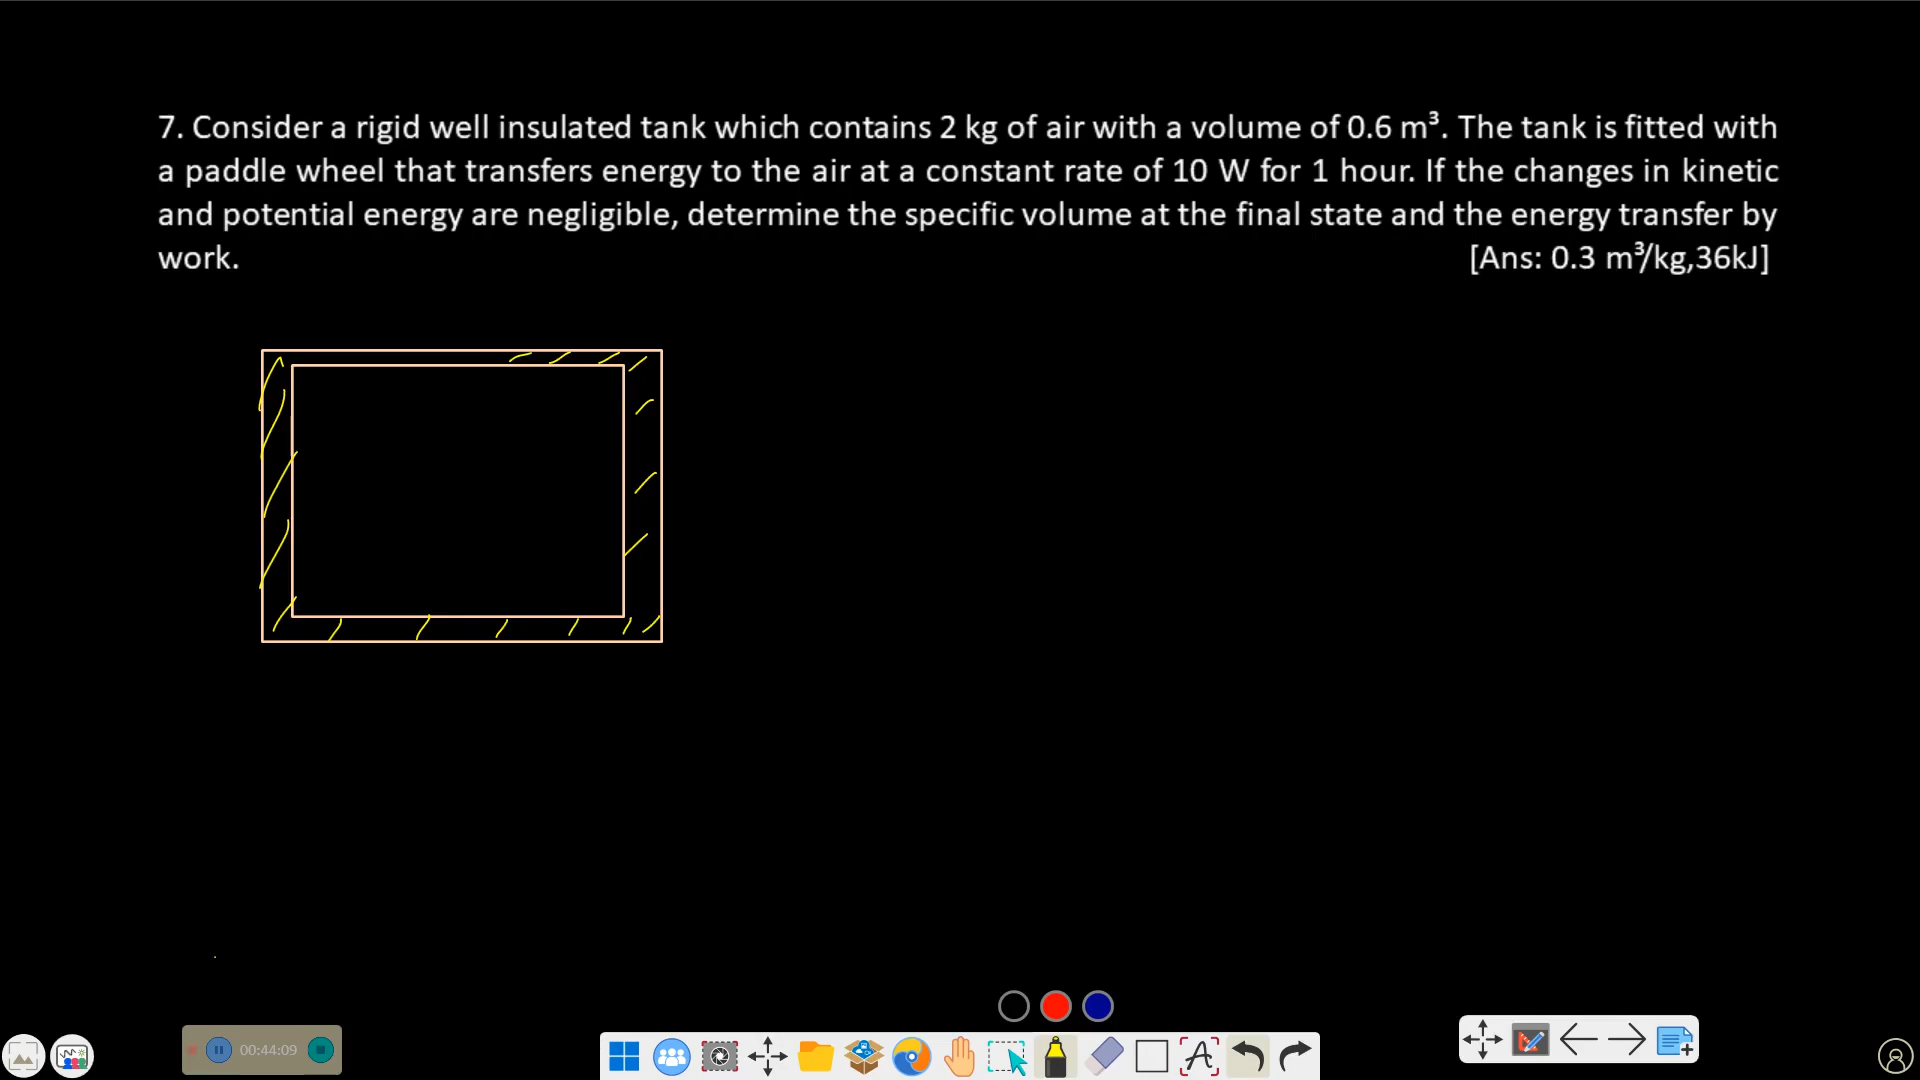 7. Consider a rigid well insulated tank which contains 2 kg of air with a volume of 0.6 m³. The tank is fitted with
a paddle wheel that transfers energy to the air at a constant rate of 10 W for 1 hour. If the changes in kinetic
and potential energy are negligible, determine the specific volume at the final state and the energy transfer by
work. [Ans: 0.3 m³/kg,36kJ]
00:44:09